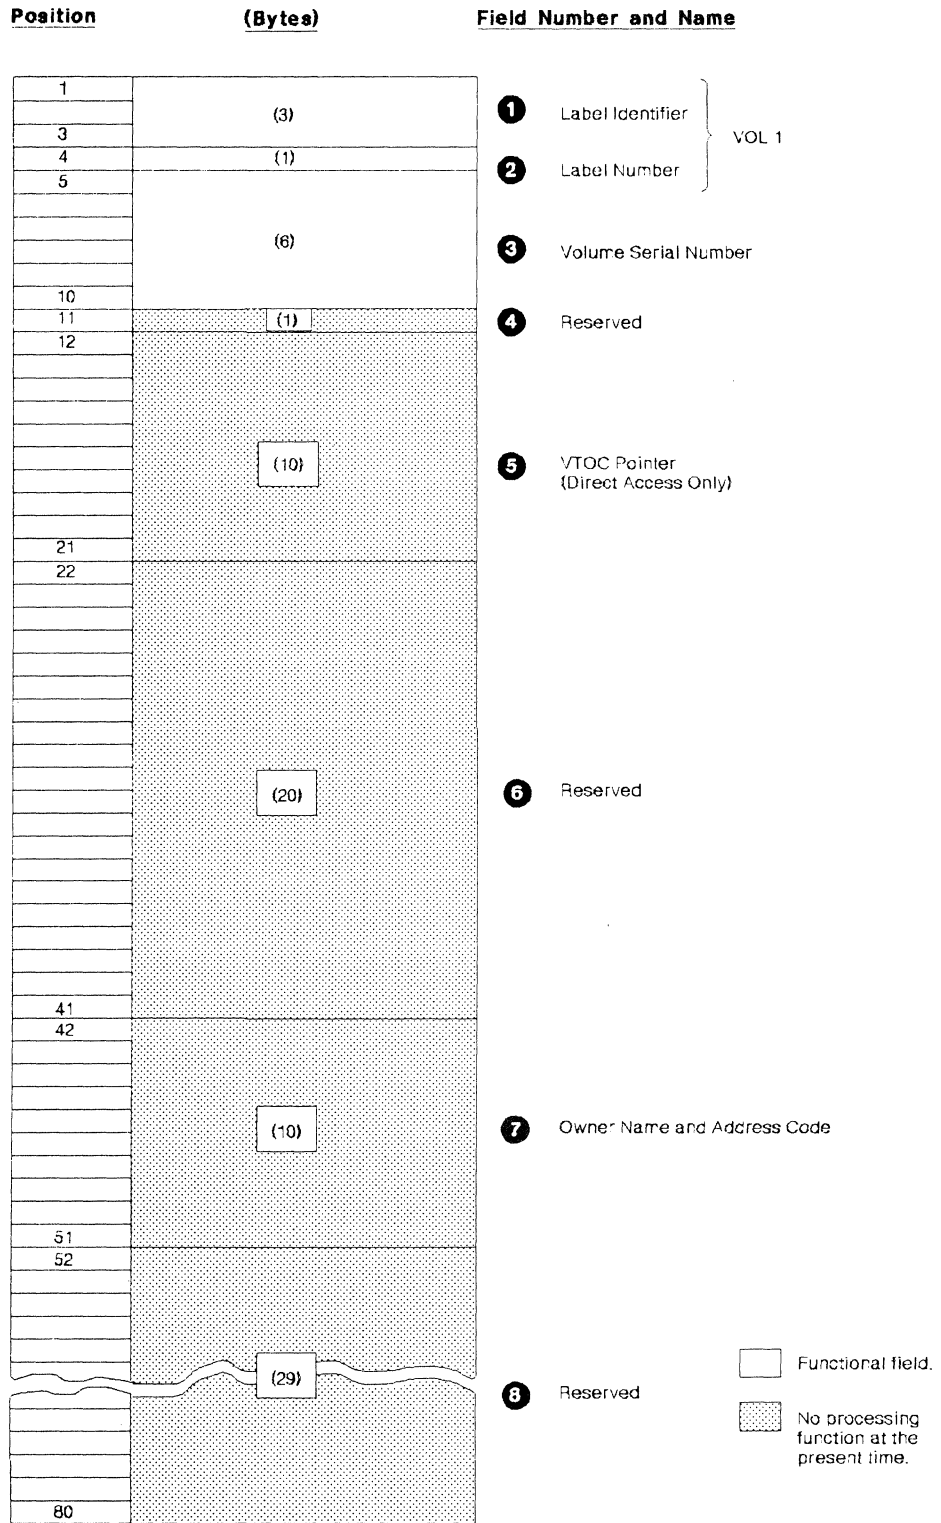 Position (Bytes) Field Number and Name
1
(3)
1 Label Identifier
3
VOL 1
4 (1)
2 Label Number
5
(6)
3 Volume Serial Number
10
11 (1) 4 Reserved
12
(10) 5 VTOC Pointer
(Direct Access Only)
21
22
(20) 6 Reserved
41
42
(10) 7 Owner Name and Address Code
51
52
(29)
8 Reserved
Functional field.
No processing
function at the
present time.
80